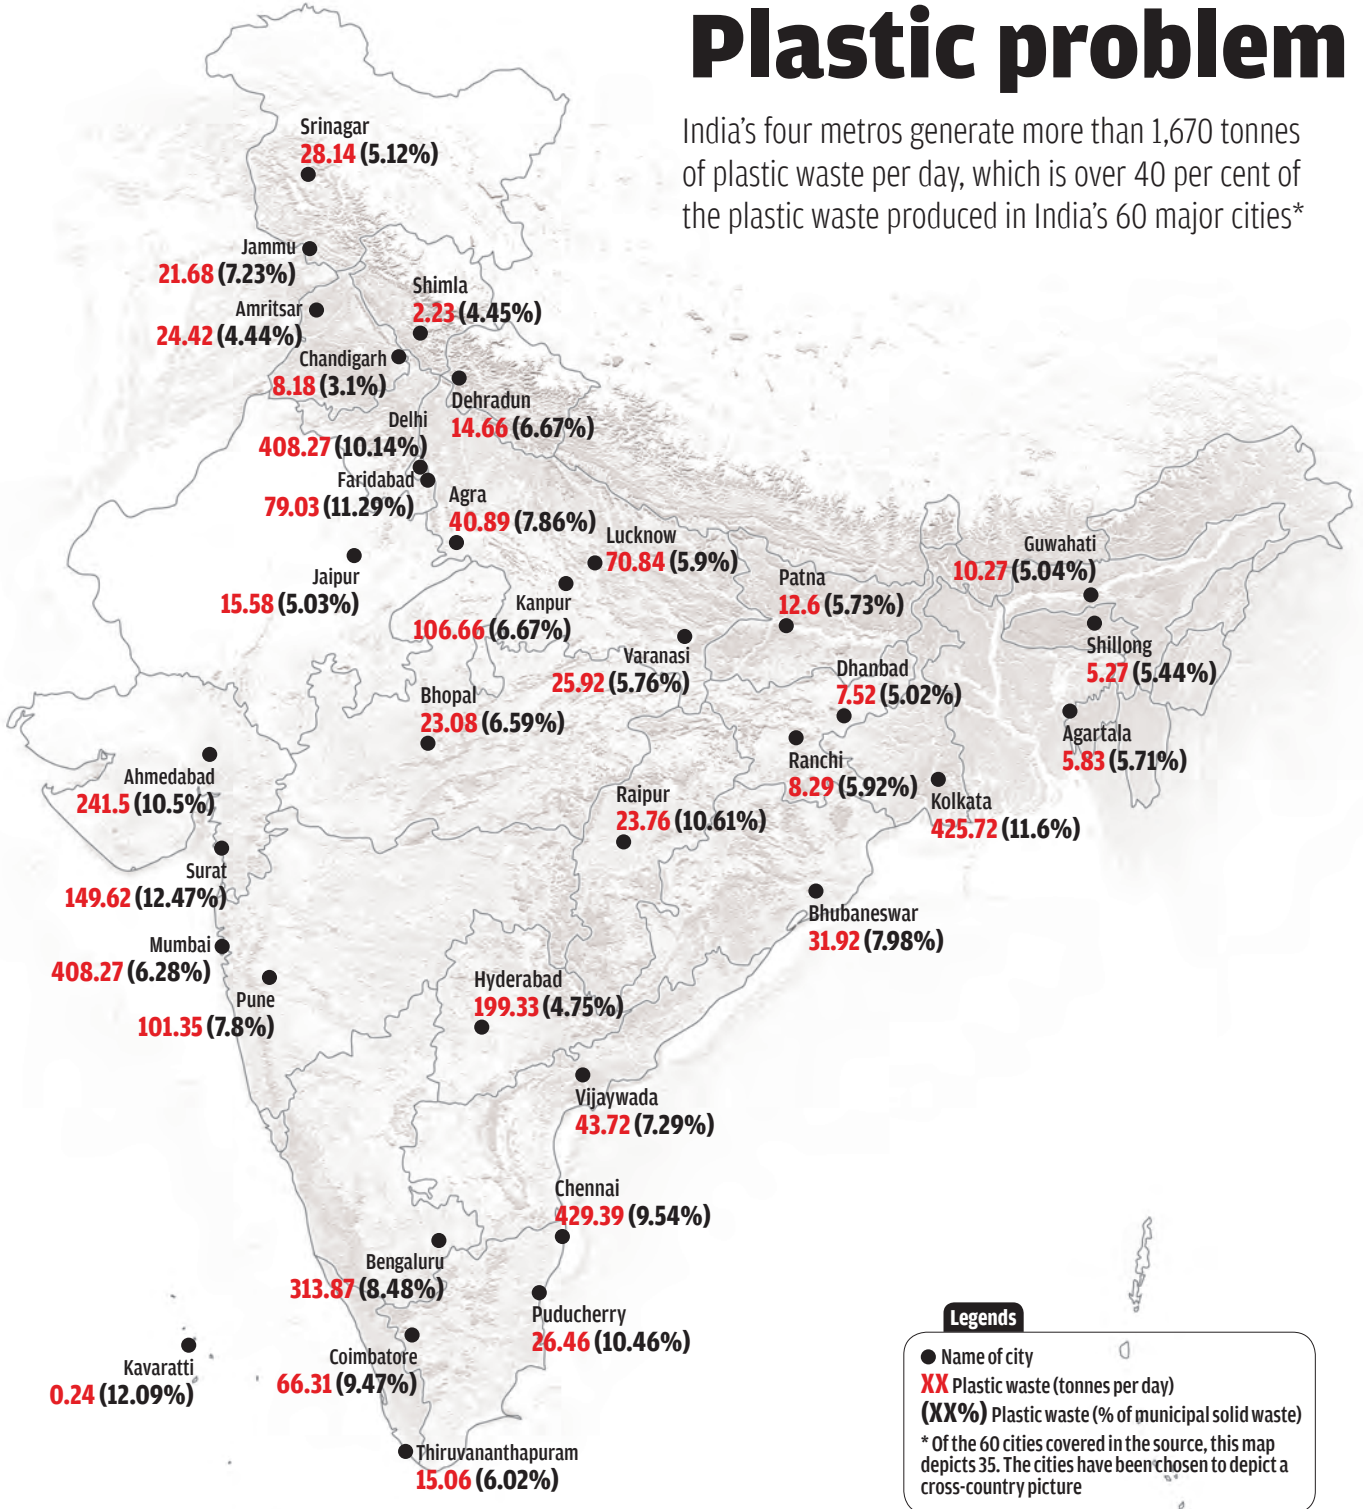 Plastic problem
India's four metros generate more than 1,670 tonnes
of plastic waste per day, which is over 40 per cent of
the plastic waste produced in India's 60 major cities*
Srinagar
28.14 (5.12%)
Jammu
21.68 (7.23%)
Amritsar
24.42 (4.44%)
Shimla
2.23 (4.45%)
Chandigarh
8.18 (3.1%)
Dehradun
14.66 (6.67%)
Delhi
408.27 (10.14%)
Faridabad
79.03 (11.29%)
Agra
40.89 (7.86%)
Lucknow
70.84 (5.9%)
Jaipur
15.58 (5.03%)
Kanpur
106.66 (6.67%)
Patna
12.6 (5.73%)
Guwahati
10.27 (5.04%)
Shillong
5.27 (5.44%)
Varanasi
25.92 (5.76%)
Dhanbad
7.52 (5.02%)
Bhopal
23.08 (6.59%)
Agartala
5.83 (5.71%)
Ranchi
8.29 (5.92%)
Ahmedabad
241.5 (10.5%)
Raipur
23.76 (10.61%)
Kolkata
425.72 (11.6%)
Surat
149.62 (12.47%)
Bhubaneswar
31.92 (7.98%)
Mumbai
408.27 (6.28%)
Pune
101.35 (7.8%)
Hyderabad
199.33 (4.75%)
Vijaywada
43.72 (7.29%)
Chennai
429.39 (9.54%)
Bengaluru
313.87 (8.48%)
Puducherry
26.46 (10.46%)
Kavaratti
0.24 (12.09%)
Coimbatore
66.31 (9.47%)
Thiruvananthapuram
15.06 (6.02%)
Legends
Name of city
XX Plastic waste (tonnes per day)
(XX%) Plastic waste (% of municipal solid waste)
* Of the 60 cities covered in the source, this map
depicts 35. The cities have been chosen to depict a
cross-country picture